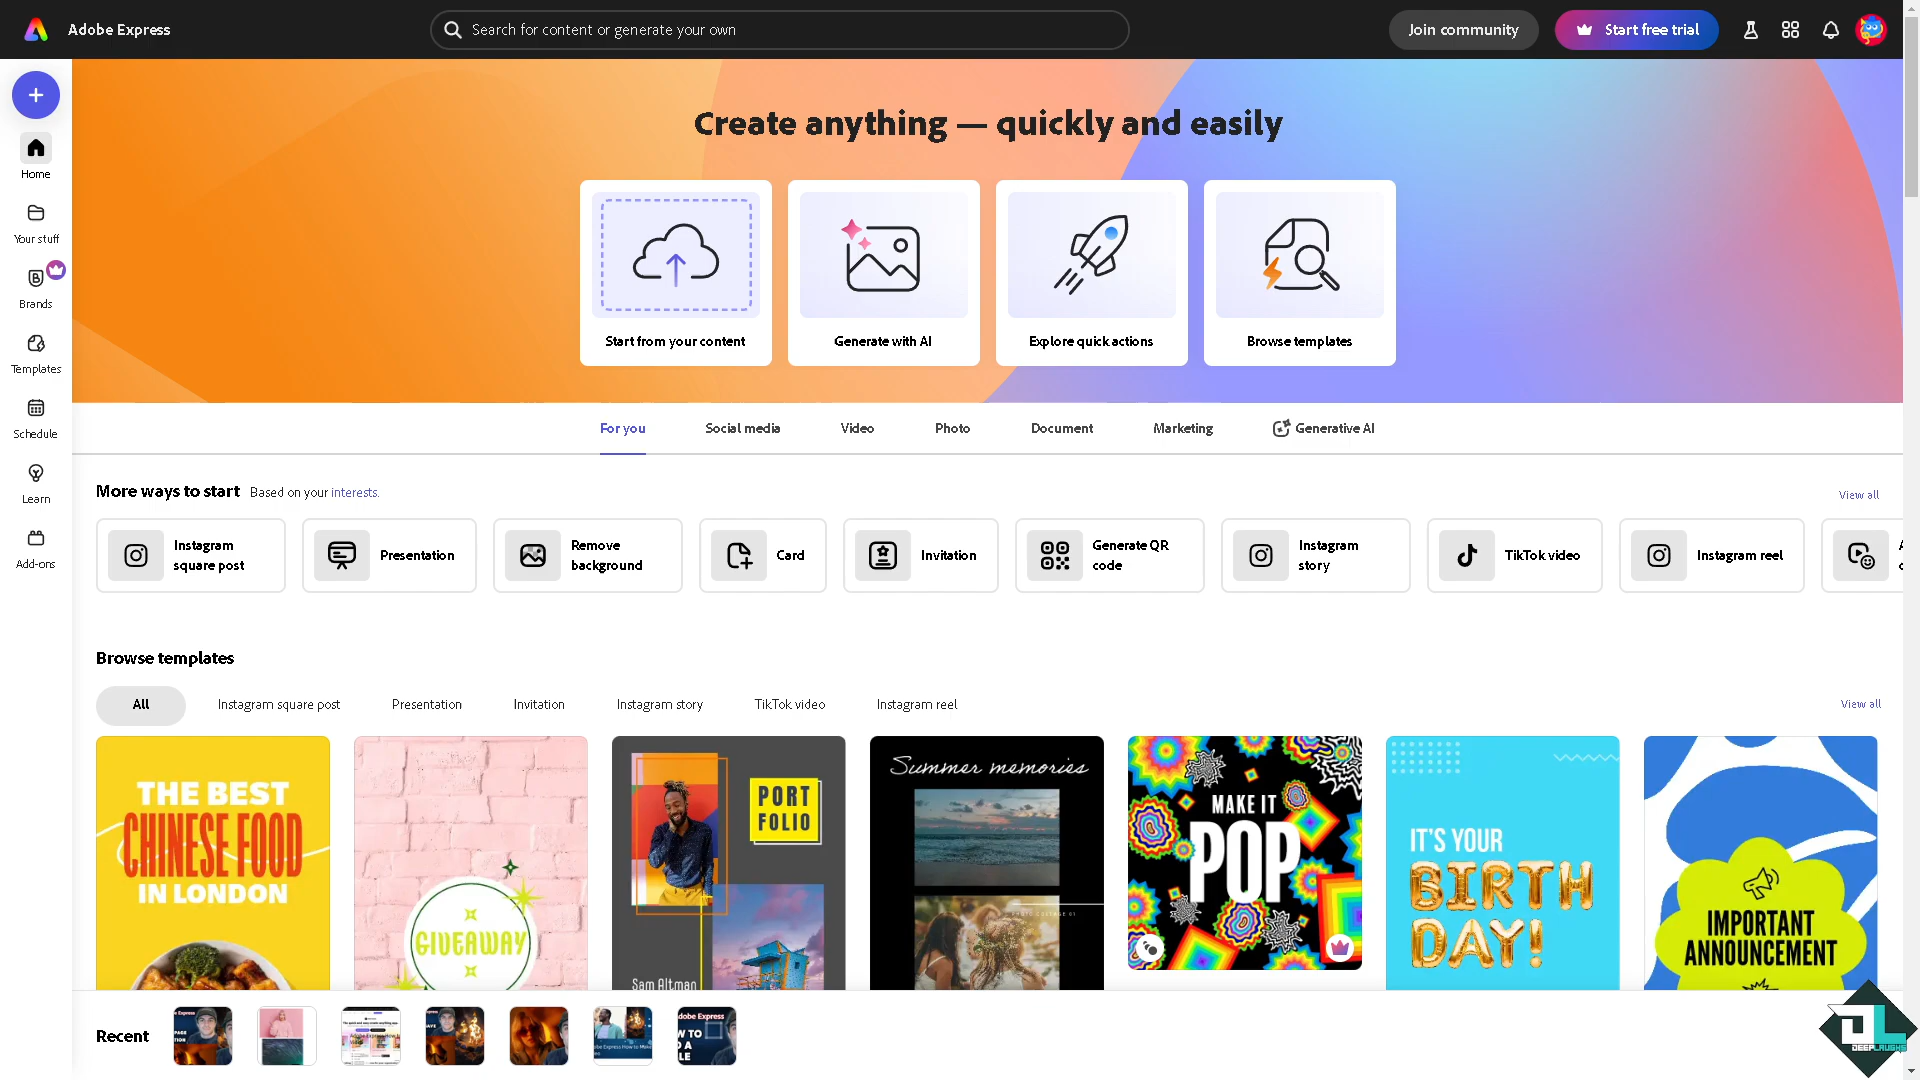 Adobe Express
Search for content or generate your own
Join community
Start free trial
Home
Your stuff
Brands
Templates
Schedule
Learn
Add-ons
Create anything — quickly and easily
Start from your content
Generate with AI
Explore quick actions
Browse templates
For you
Social media
Video
Photo
Document
Marketing
Generative AI
More ways to start
Based on your interests.
View all
Instagram
square post
Presentation
Remove
background
Card
Invitation
Generate QR
code
Instagram
story
TikTok video
Instagram reel
Browse templates
All
Instagram square post
Presentation
Invitation
Instagram story
TikTok video
Instagram reel
View all
THE BEST
CHINESE FOOD
IN LONDON
GIVEAWAY
PORT
FOLIO
Sam Altman
Summer memories
PHOTO COLLAGE 01
MAKE IT
POP
IT'S YOUR
BIRTH
DAY!
IMPORTANT
ANNOUNCEMENT
Recent
DEEPLAUGHS